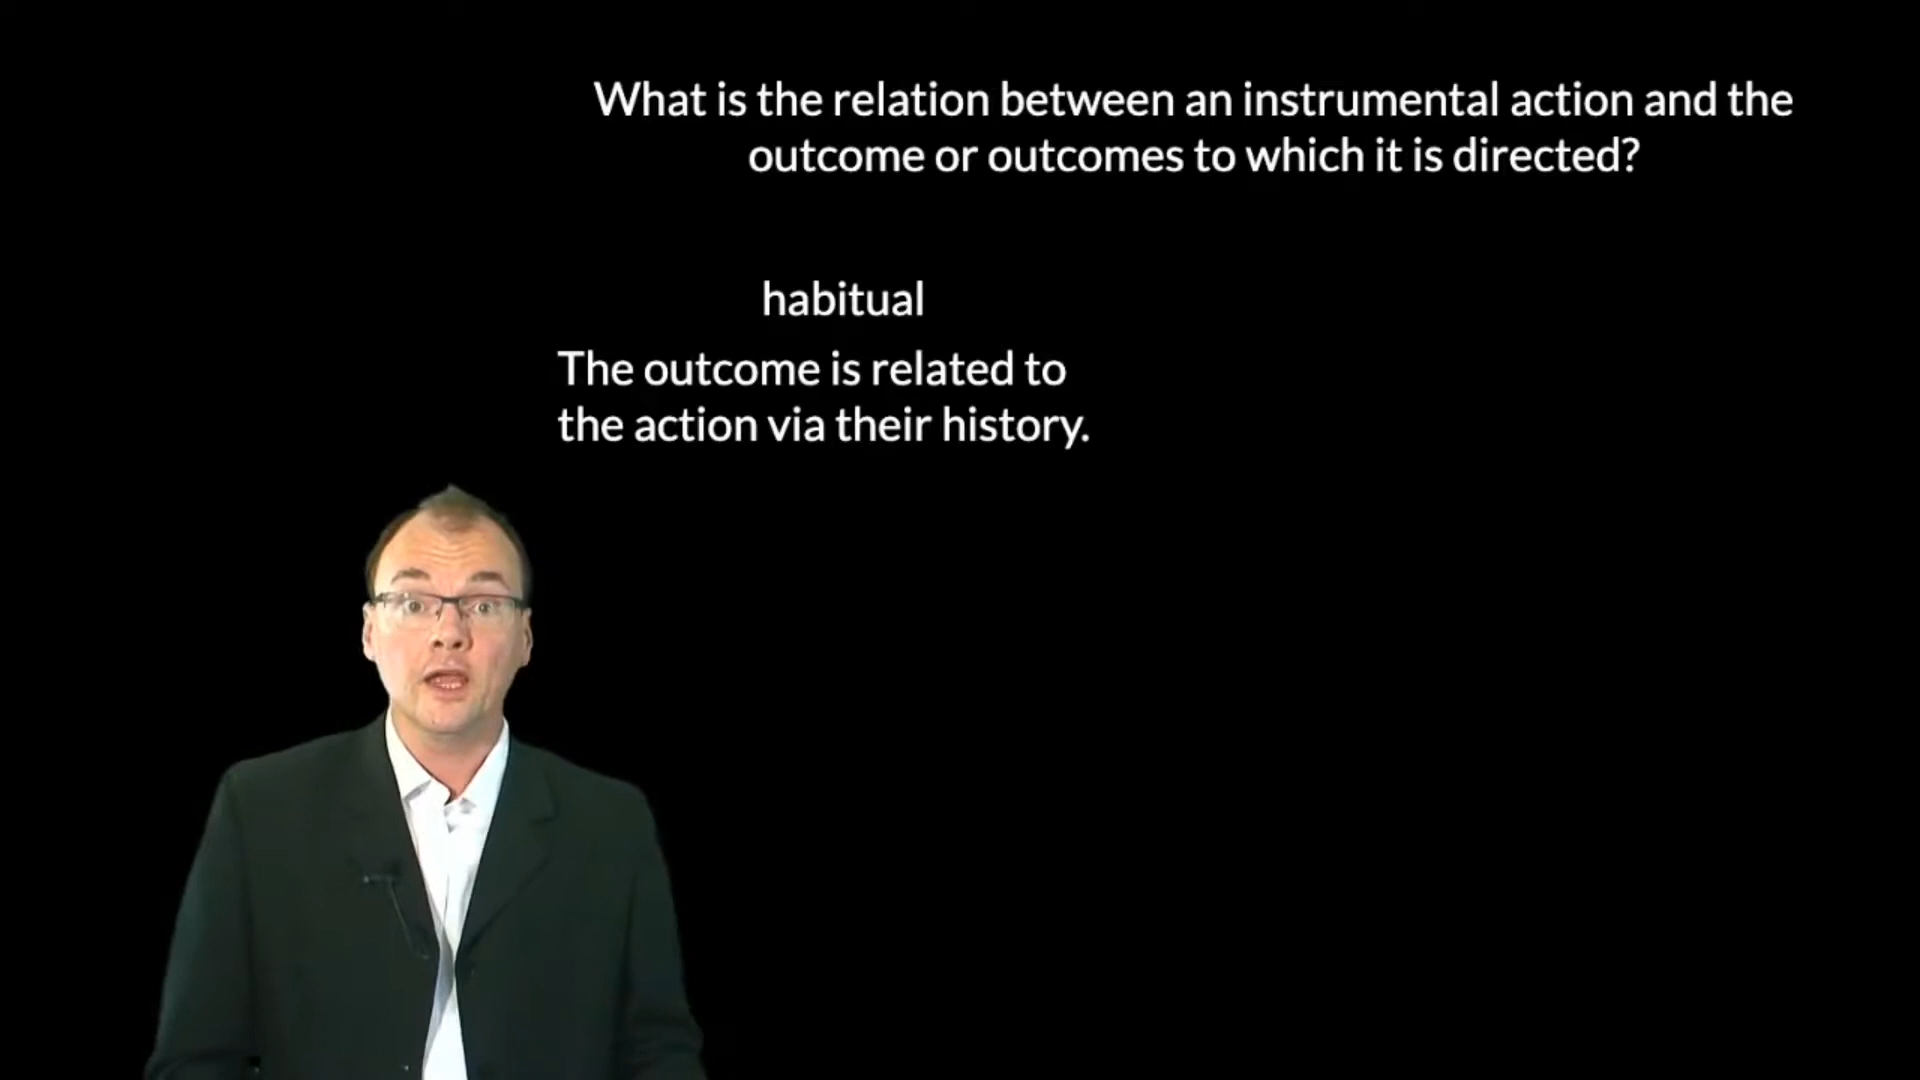 What is the relation between an instrumental action and the
outcome or outcomes to which it is directed?
habitual
The outcome is related to
the action via their history.